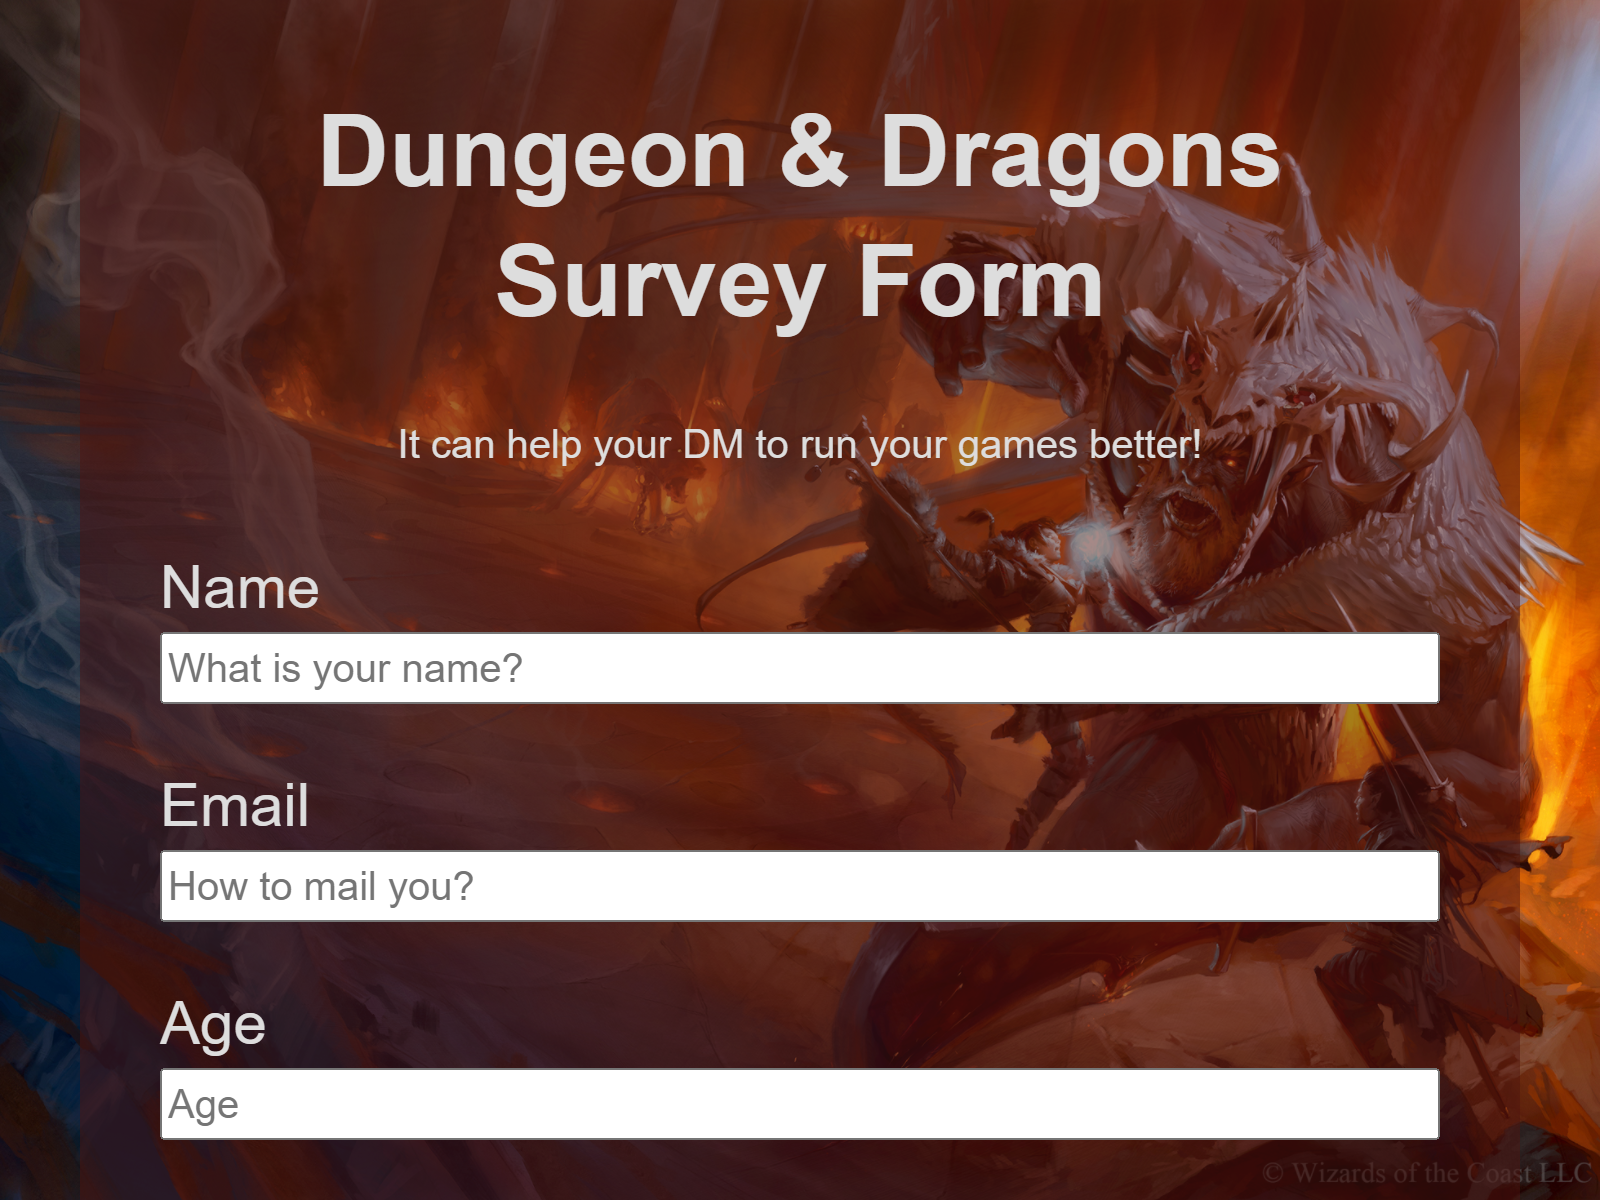 Dungeon & Dragons
Survey Form
It can help your DM to run your games better!
Name
What is your name?
Email
How to mail you?
Age
Age
© Wizards of the Coast LLC